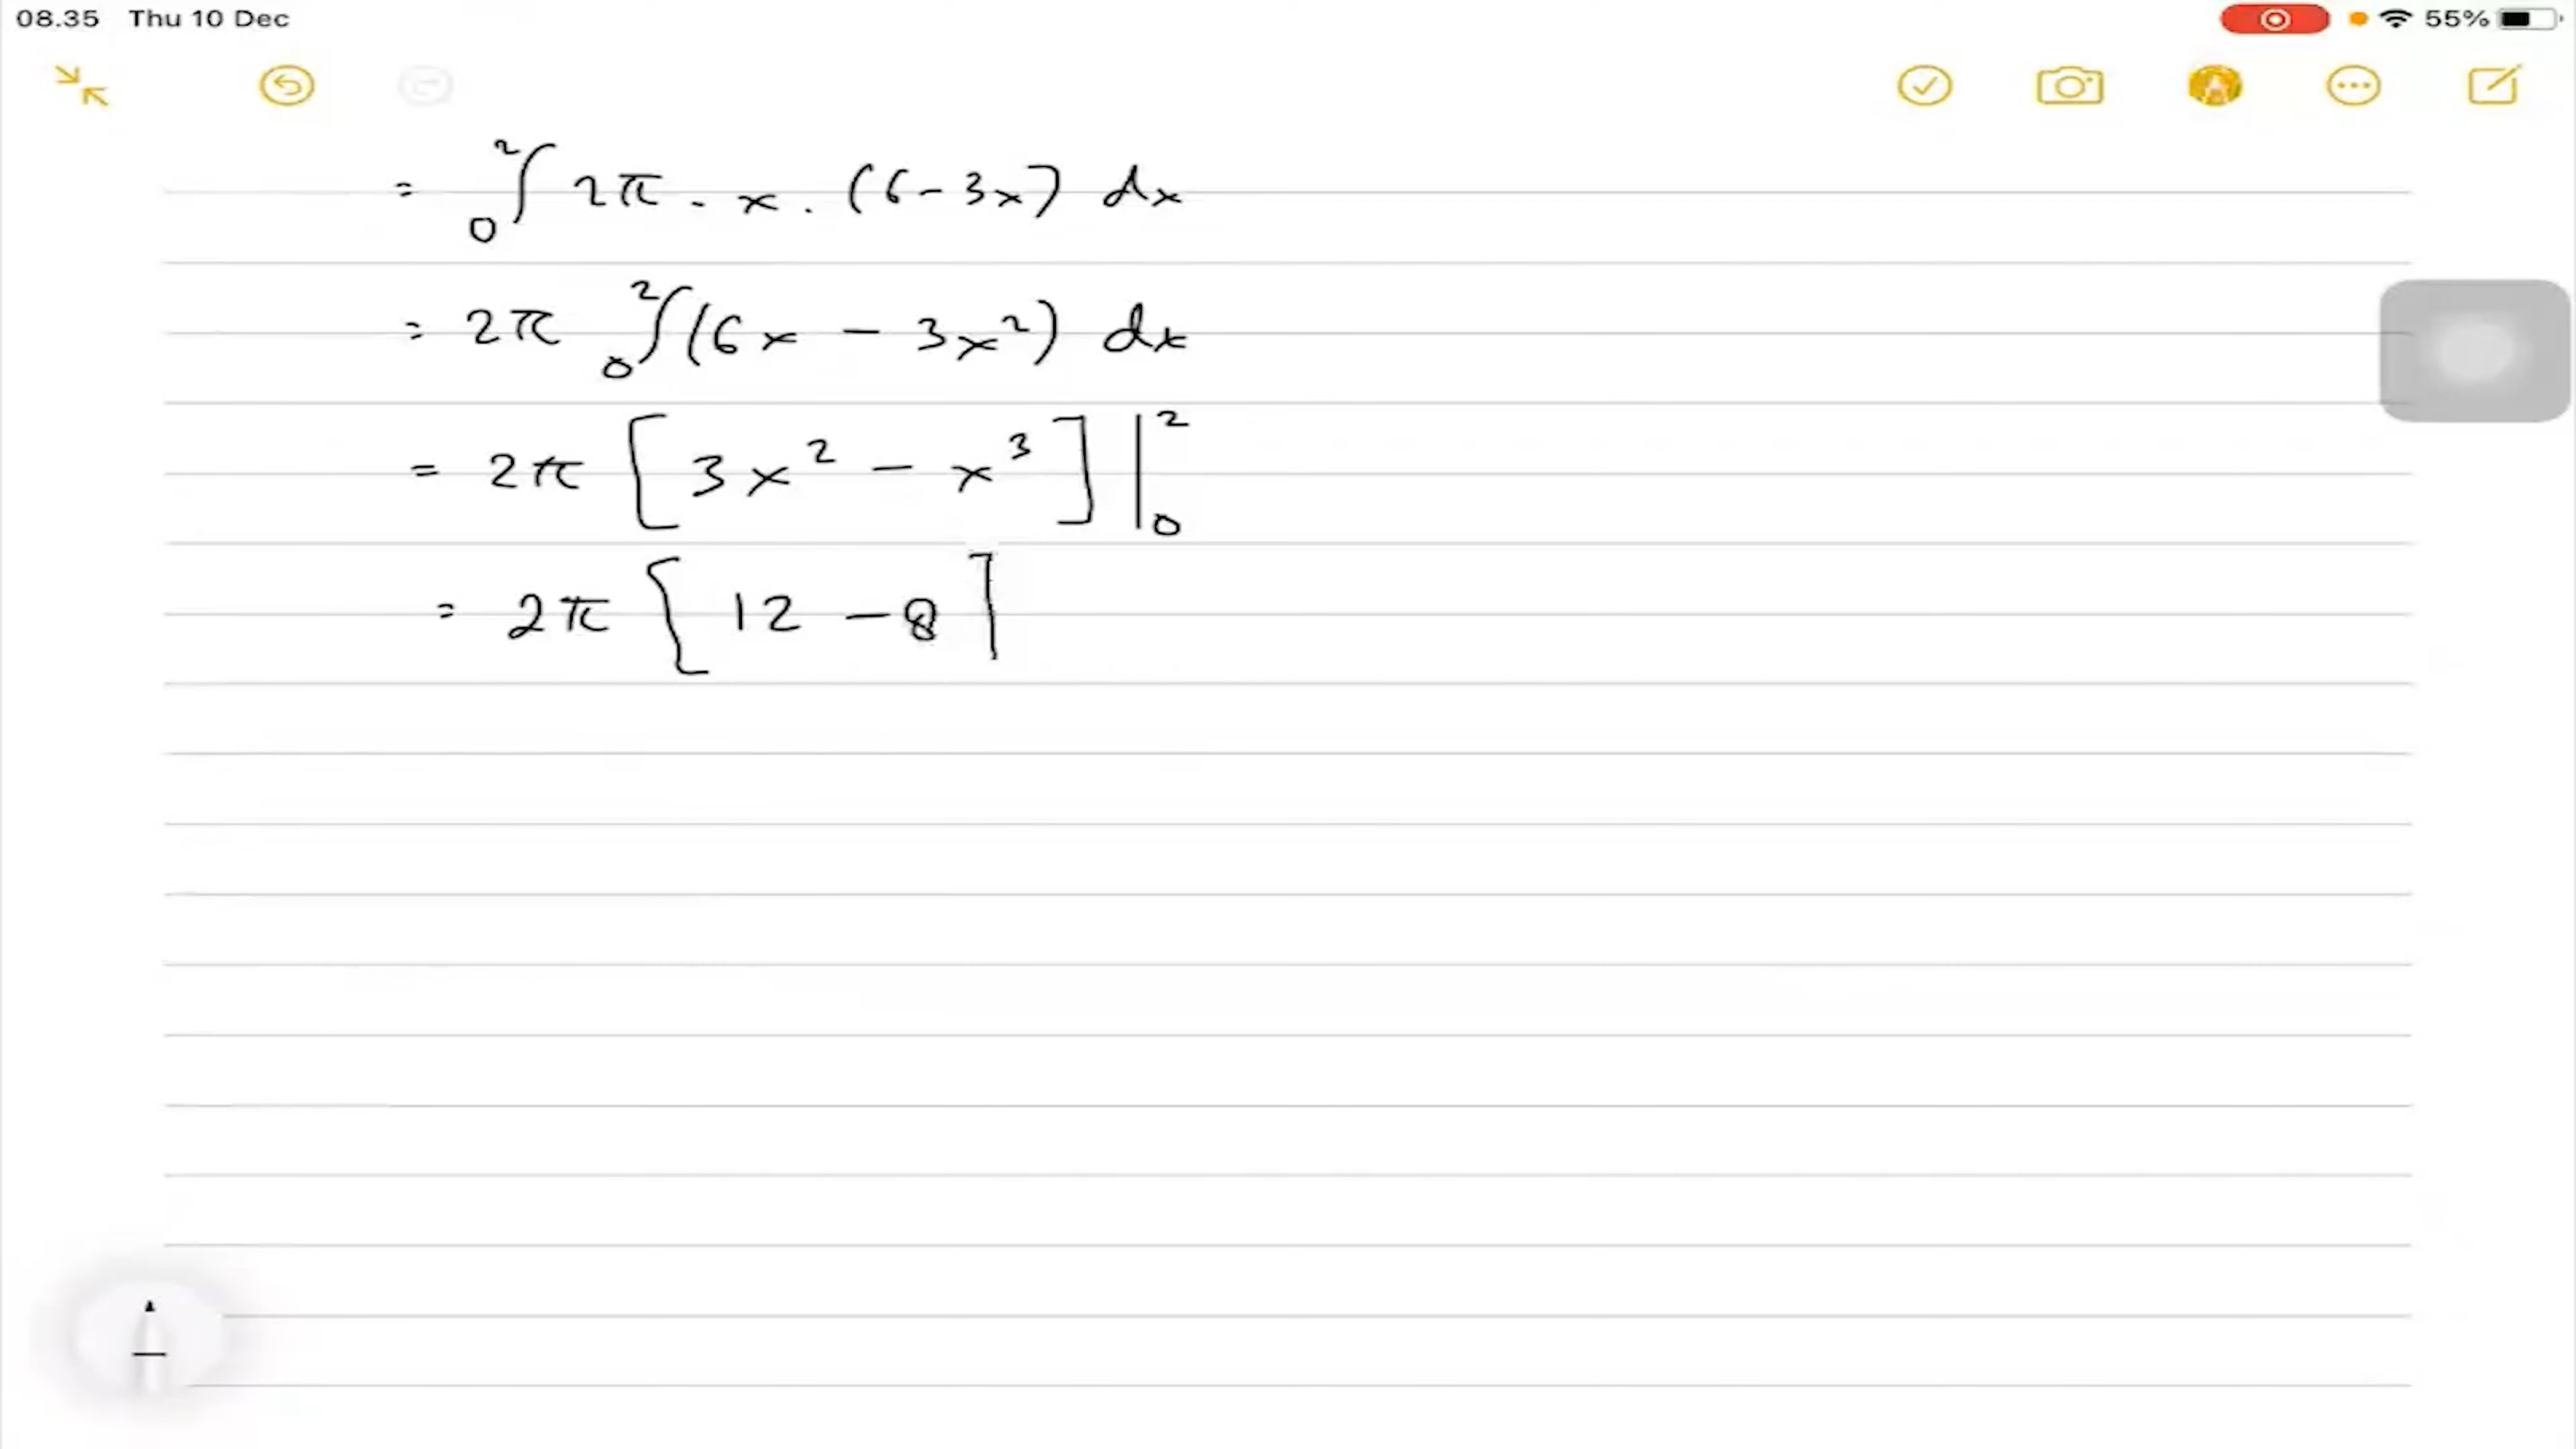 08.35 Thu 10 Dec 55%
= ₀²∫ 2π . x . (6 - 3x) dx
= 2π ₀²∫ (6x - 3x²) dx
= 2π [3x² - x³] |₀²
= 2π [12 - 8]